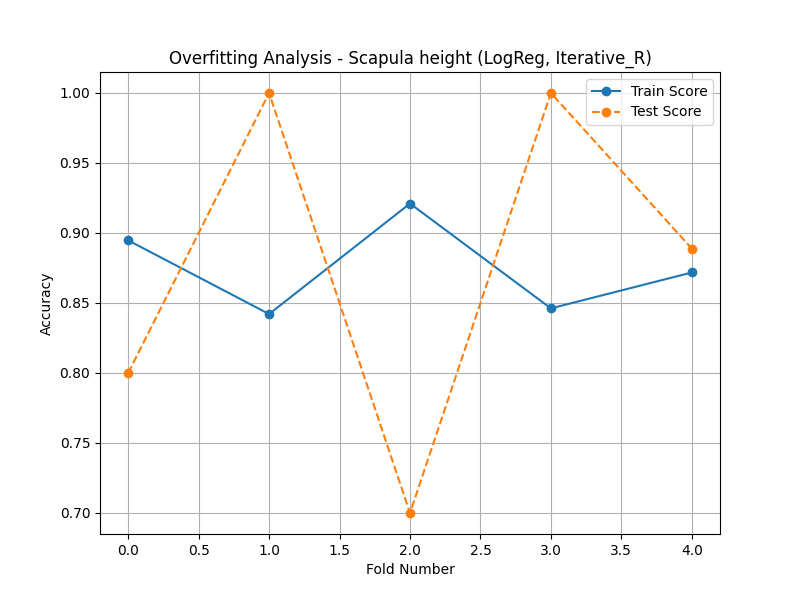 Overfitting Analysis - Scapula height (LogReg, Iterative_R)
Train Score
Test Score
1.00
0.95
0.90
0.85
0.80
0.75
0.70
Accuracy
0.0 0.5 1.0 1.5 2.0 2.5 3.0 3.5 4.0
Fold Number